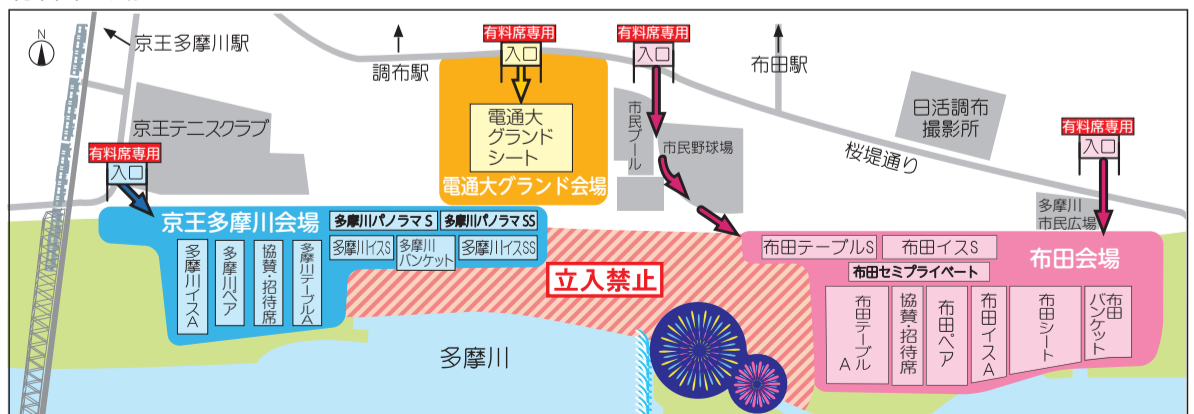 N
京王多摩川駅
調布駅
有料席専用
入口
有料席専用
入口
布田駅
電通大
グランド
シート
電通大グランド会場
市民プール
市民野球場
日活調布
撮影所
桜堤通り
有料席専用
入口
多摩川
市民広場
京王テニスクラブ
有料席専用
入口
京王多摩川会場
多摩川パノラマ S
多摩川パノラマ SS
多摩川イスS
多摩川
バンケット
多摩川イスSS
多摩川イスA
多摩川ペア
協賛・招待席
多摩川テーブルA
立入禁止
多摩川
布田テーブルS
布田イスS
布田会場
布田セミプライベート
布田テーブルA
協賛・招待席
布田ペア
布田イスA
布田シート
布田
バンケット